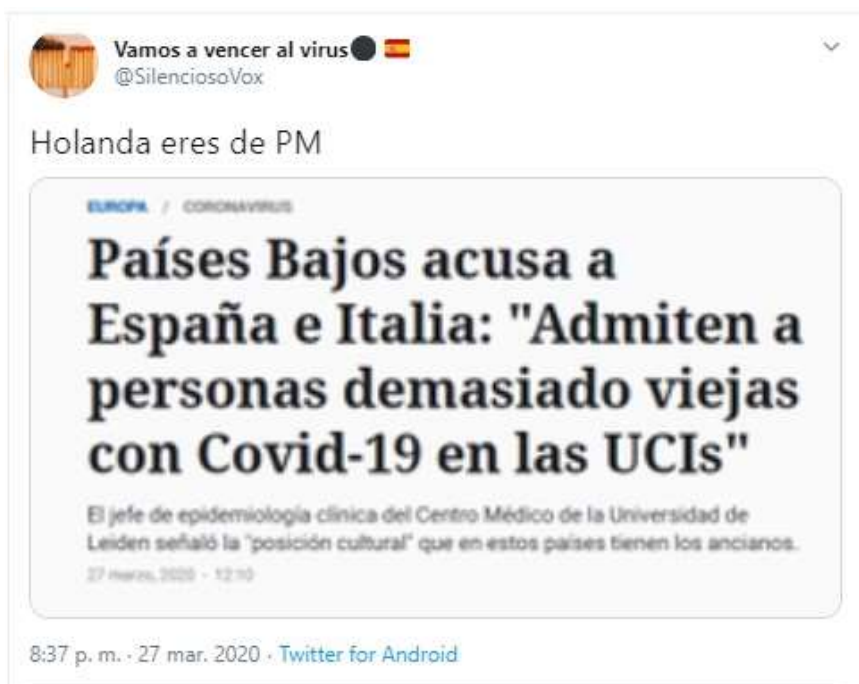 Vamos a vencer al virus
@SilenciosoVox
Holanda eres de PM
EUROPA / CORONAVIRUS
Países Bajos acusa a
España e Italia: "Admiten a
personas demasiado viejas
con Covid-19 en las UCIs"
El jefe de epidemiología clínica del Centro Médico de la Universidad de
Leiden señaló la "posición cultural" que en estos países tienen los ancianos.
27 marzo, 2020 - 12:10
8:37 p. m. · 27 mar. 2020 · Twitter for Android